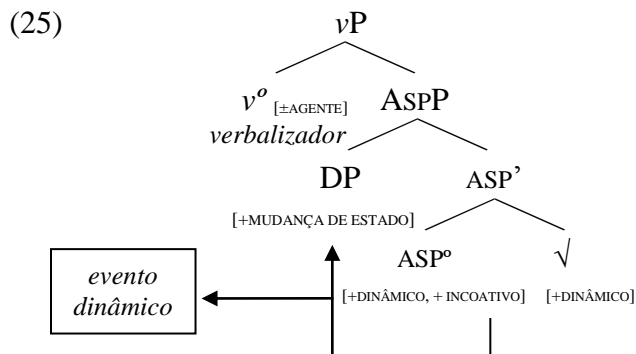 (25)
vP
vº [±AGENTE] ASPP
verbalizador
DP ASP’
[+MUDANÇA DE ESTADO]
ASPº √
evento
dinâmico
[+DINÂMICO, + INCOATIVO] [+DINÂMICO]